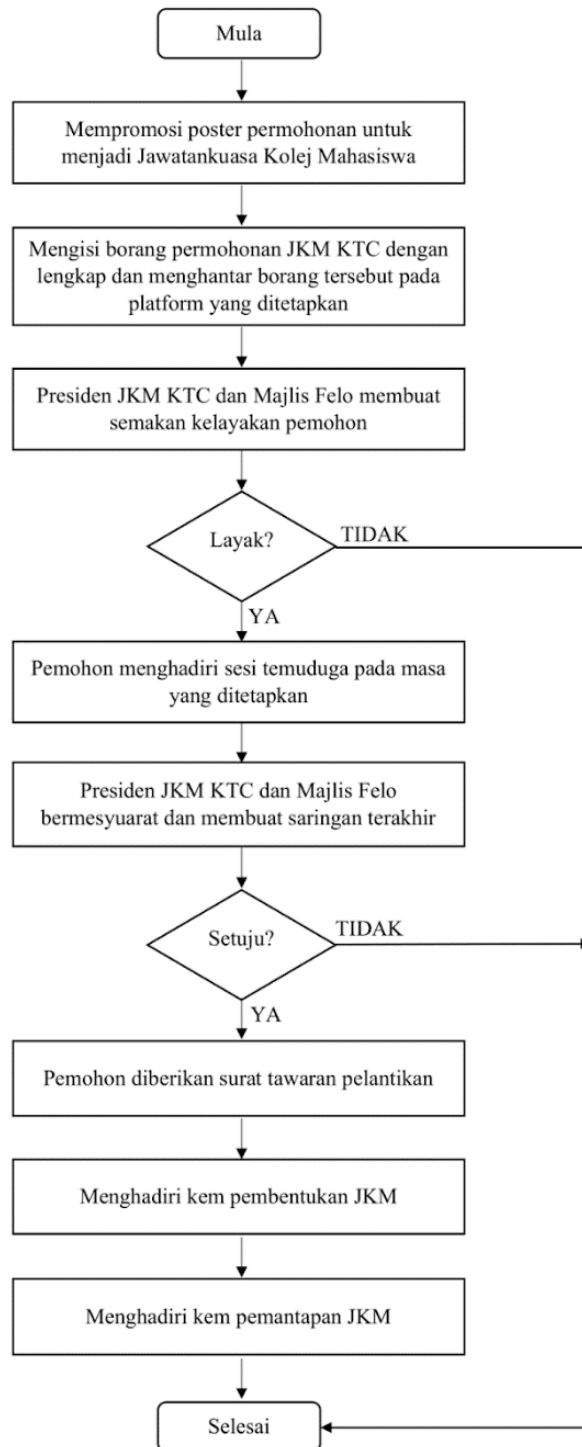 Mula
Mempromosi poster permohonan untuk
menjadi Jawatankuasa Kolej Mahasiswa
Mengisi borang permohonan JKM KTC dengan
lengkap dan menghantar borang tersebut pada
platform yang ditetapkan
Presiden JKM KTC dan Majlis Felo membuat
semakan kelayakan pemohon
Layak?
TIDAK
YA
Pemohon menghadiri sesi temuduga pada masa
yang ditetapkan
Presiden JKM KTC dan Majlis Felo
bermesyuarat dan membuat saringan terakhir
Setuju?
TIDAK
YA
Pemohon diberikan surat tawaran pelantikan
Menghadiri kem pembentukan JKM
Menghadiri kem pemantapan JKM
Selesai